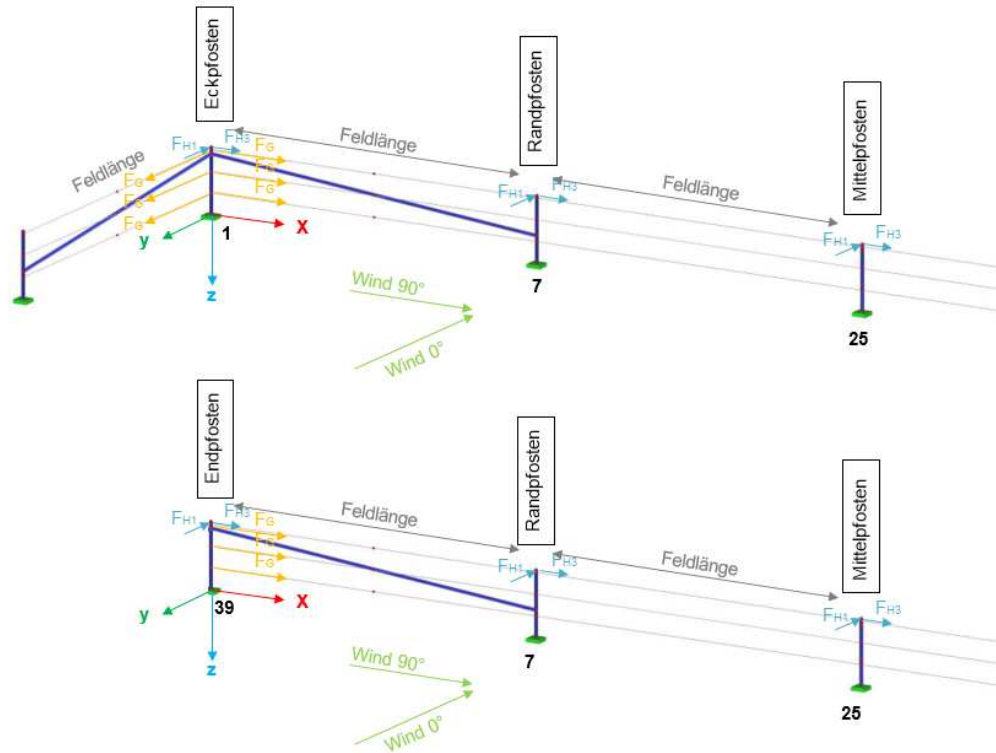 Eckpfosten
Randpfosten
Mittelpfosten
Feldlänge
Feldlänge
Feldlänge
FH1
FH3
FG
FG
FG
FG
FG
FG
FH1
FH3
FH1
FH3
1
X
y
z
7
25
Wind 90°
Wind 0°
Endpfosten
Randpfosten
Mittelpfosten
Feldlänge
Feldlänge
FH1
FH3
FG
FG
FG
FH1
FH3
FH1
FH3
39
X
y
z
7
25
Wind 90°
Wind 0°